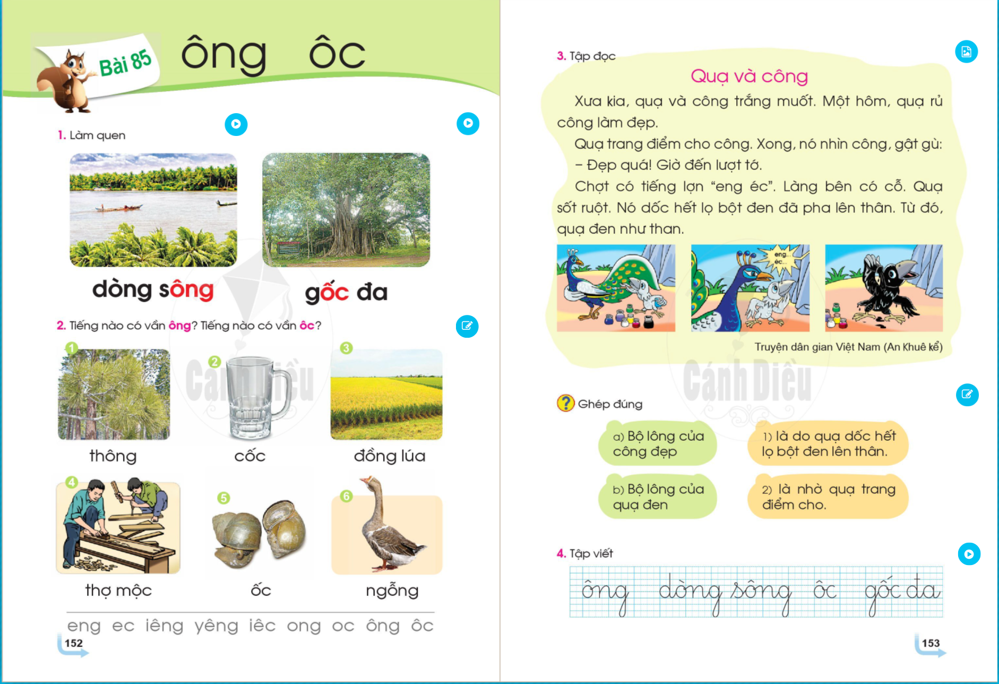 Bài 85
ông ôc
1. Làm quen
dòng sông
gốc đa
2. Tiếng nào có vần ông? Tiếng nào có vần ôc?
1
2
3
thông
cốc
đồng lúa
4
5
6
thợ mộc
ốc
ngỗng
eng ec iêng yêng iêc ong oc ông ôc
152
Cánh Diều
3. Tập đọc
Quạ và công
Xưa kia, quạ và công trắng muốt. Một hôm, quạ rủ
công làm đẹp.
Quạ trang điểm cho công. Xong, nó nhìn công, gật gù:
– Đẹp quá! Giờ đến lượt tớ.
Chợt có tiếng lợn “eng éc”. Làng bên có cỗ. Quạ
sốt ruột. Nó dốc hết lọ bột đen đã pha lên thân. Từ đó,
quạ đen như than.
eng...
éc...
Truyện dân gian Việt Nam (An Khuê kể)
Cánh Diều
? Ghép đúng
a) Bộ lông của
công đẹp
1) là do quạ dốc hết
lọ bột đen lên thân.
b) Bộ lông của
quạ đen
2) là nhờ quạ trang
điểm cho.
4. Tập viết
ông dòng sông ôc gốc đa
153